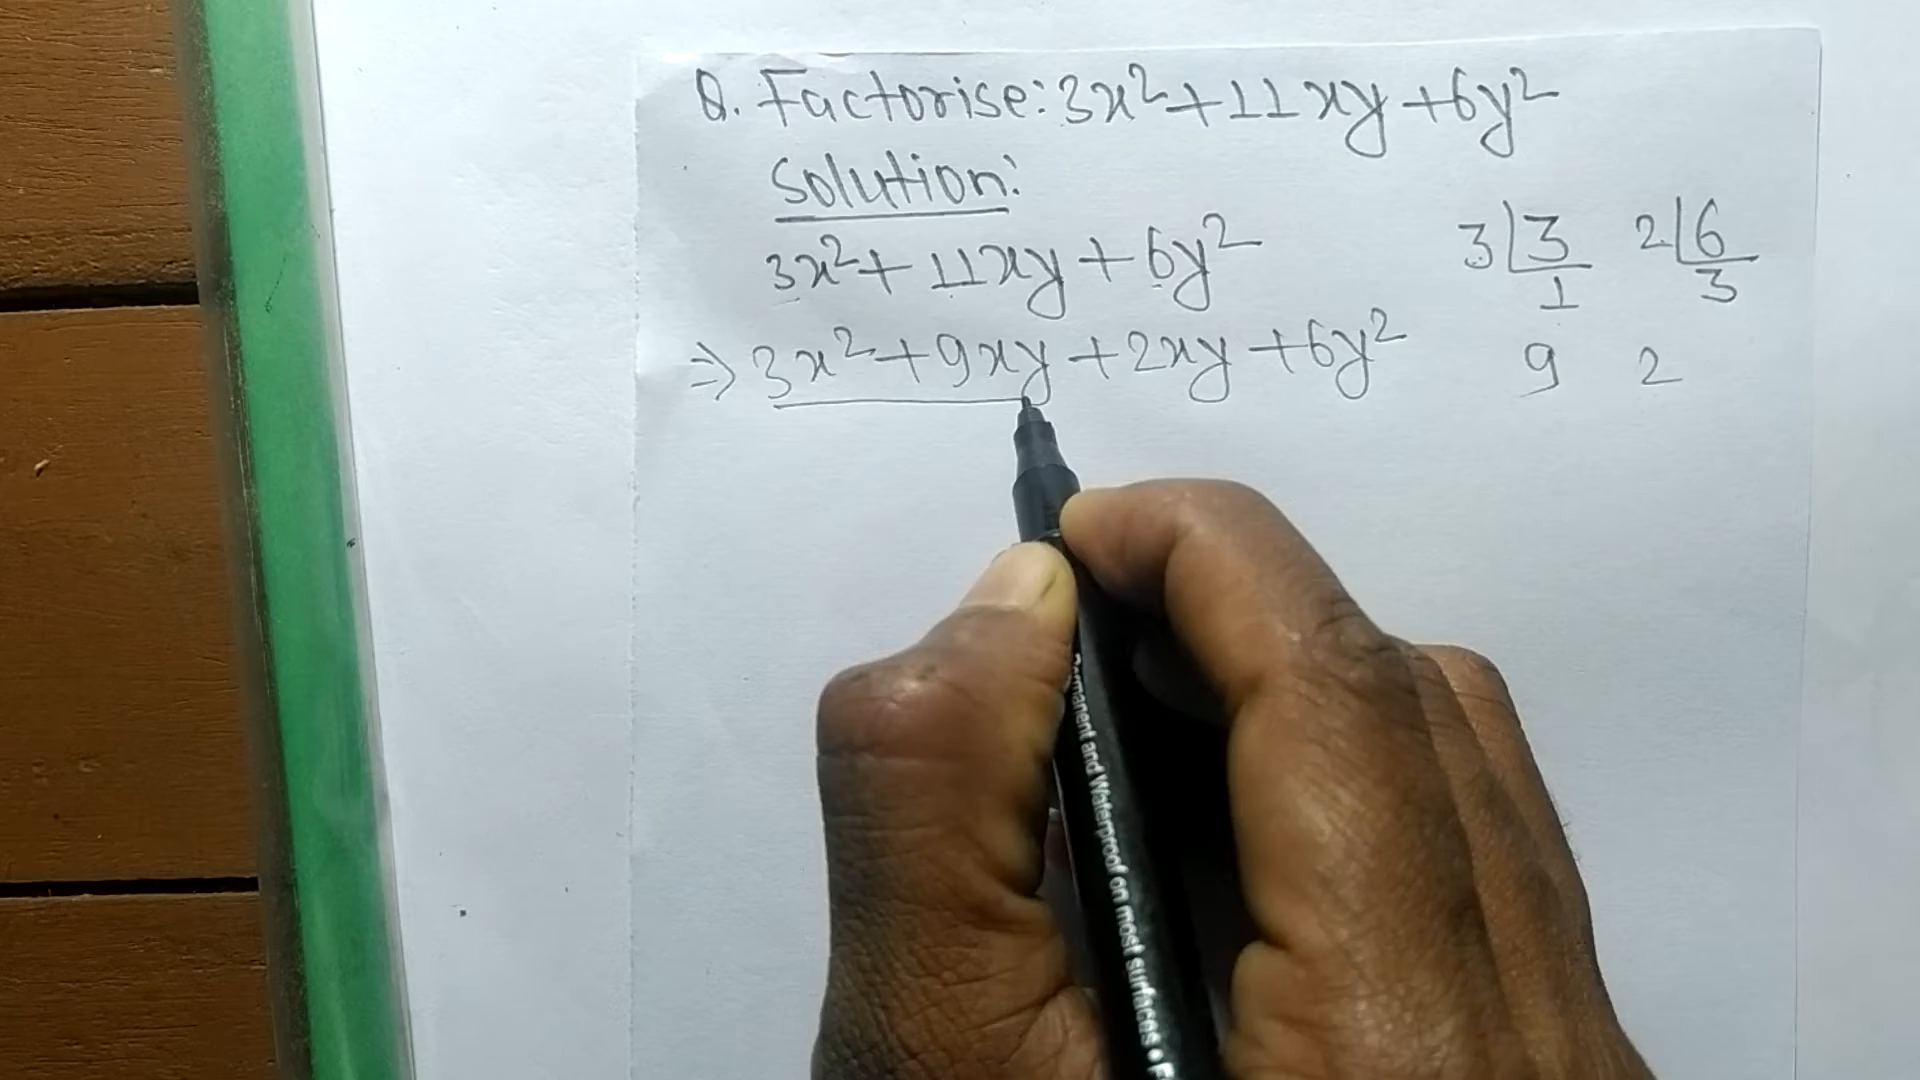 Q. Factorise: 3x²+11xy+6y²
Solution:
3x²+11xy+6y²
3|3 2|6
1 3
⇒ 3x²+9xy+2xy+6y²
9 2
Permanent and Waterproof on most surfaces •